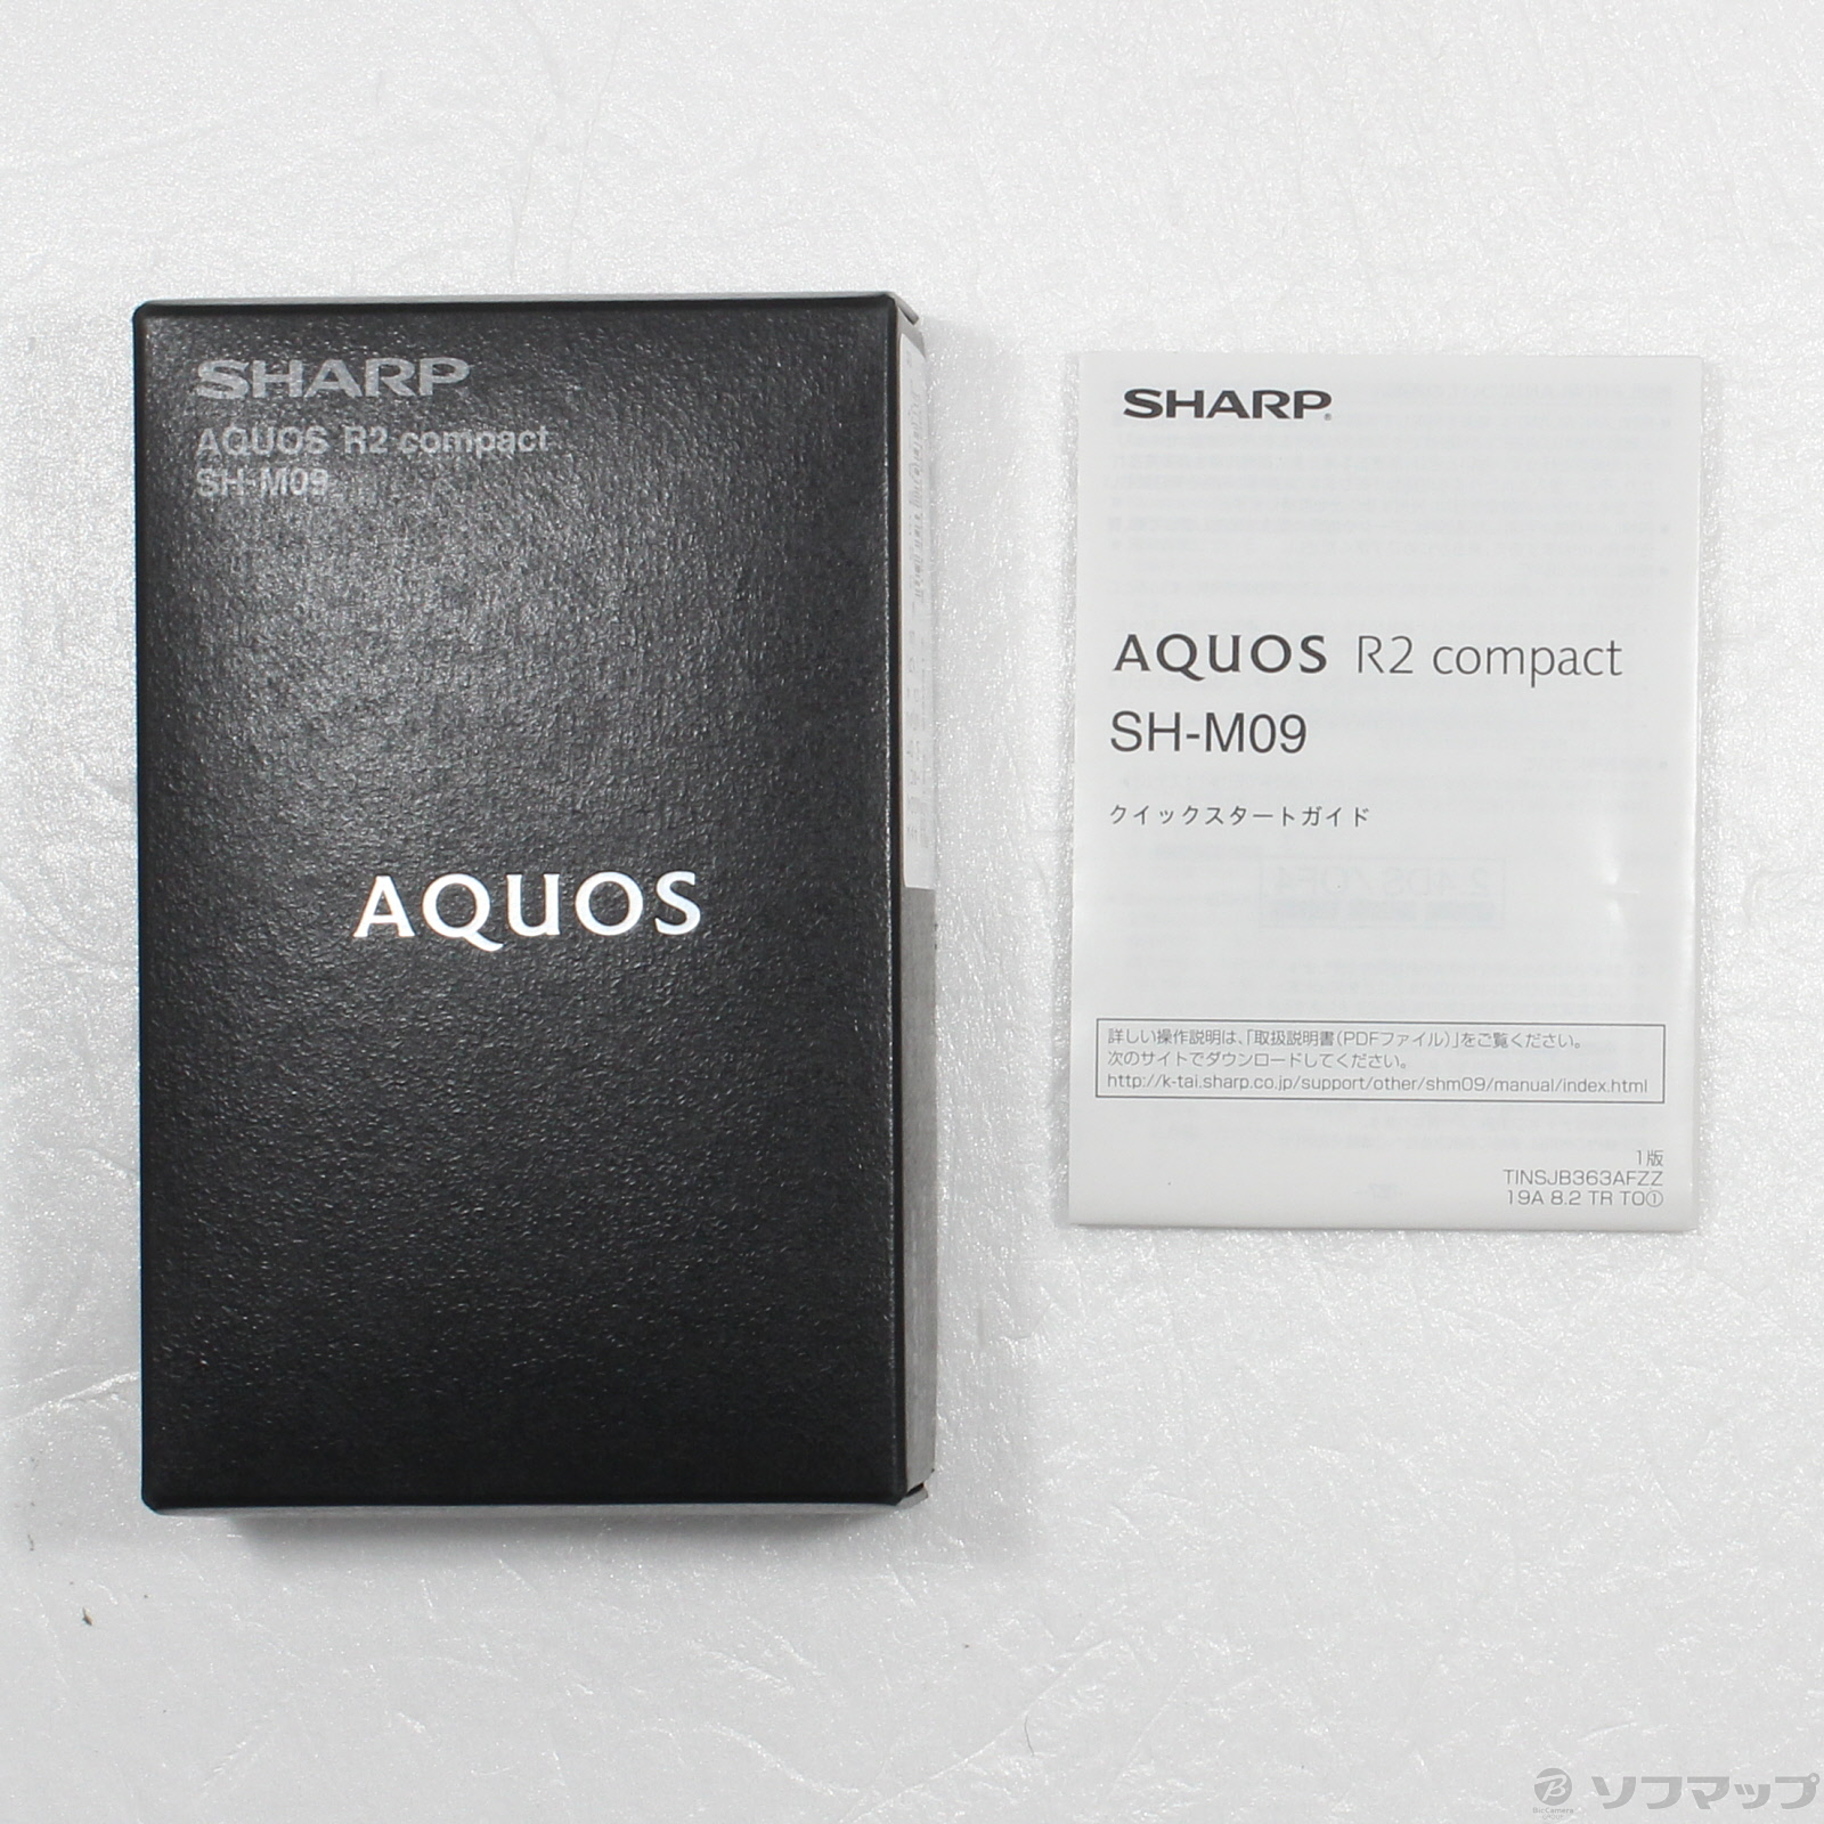 SHARP
AQUOS R2 compact
SH-M09
AQUOS
SHARP
AQUOS R2 compact
SH-M09
クイックスタートガイド
詳しい操作説明は、「取扱説明書(PDFファイル)」をご覧ください。
次のサイトでダウンロードしてください。
http://k-tai.sharp.co.jp/support/other/shm09/manual/index.html
1版
TINSJB363AFZZ
19A 8.2 TR TO①
BicCamera
ソフマップ